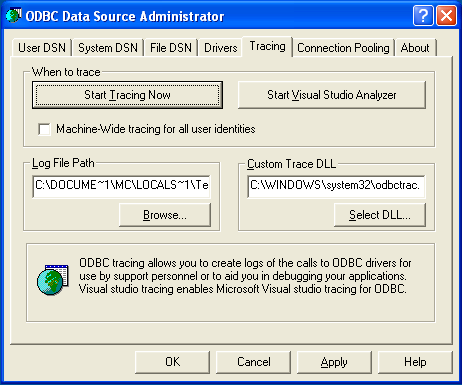 ODBC Data Source Administrator
User DSN System DSN File DSN Drivers Tracing Connection Pooling About
When to trace
Start Tracing Now Start Visual Studio Analyzer
Machine-Wide tracing for all user identities
Log File Path Custom Trace DLL
C:\DOCUME~1\MC\LOCALS~1\Te C:\WINDOWS\system32\odbctrac.
Browse... Select DLL...
ODBC tracing allows you to create logs of the calls to ODBC drivers for
use by support personnel or to aid you in debugging your applications.
Visual studio tracing enables Microsoft Visual studio tracing for ODBC.
OK Cancel Apply Help